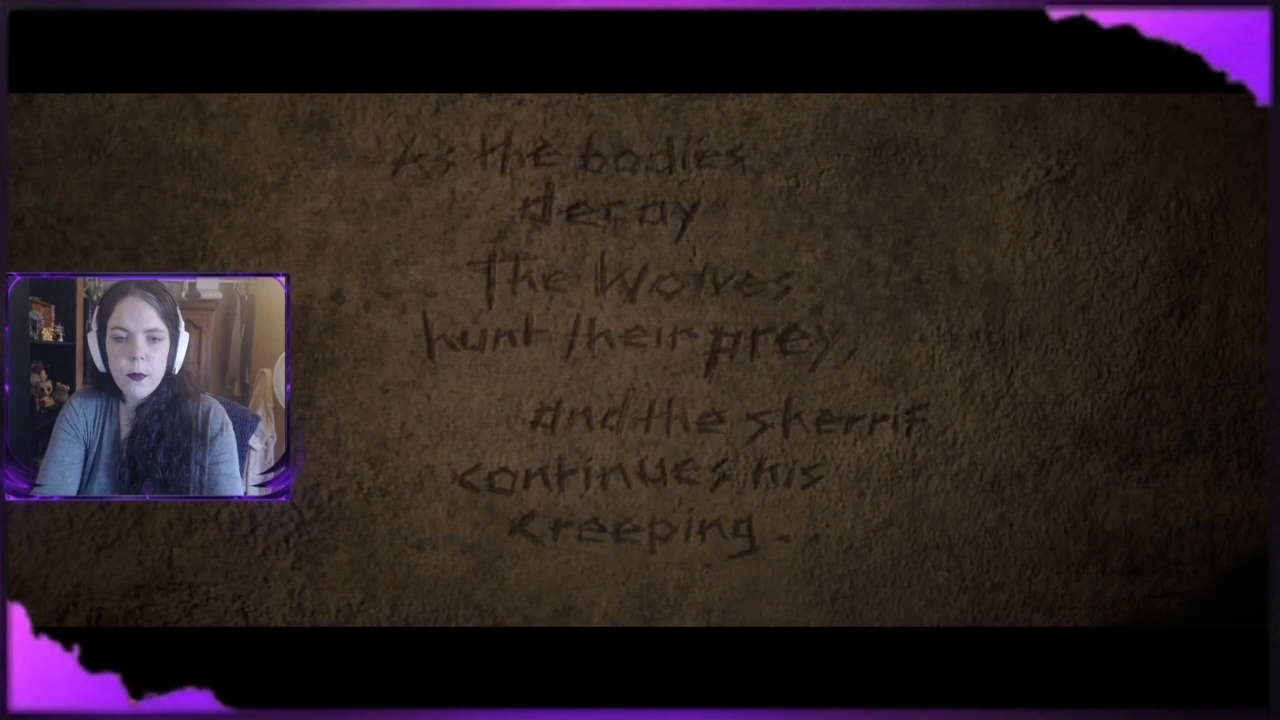 As the bodies
decay
The Wolves
hunt their prey
and the sherrif
continues his
creeping.